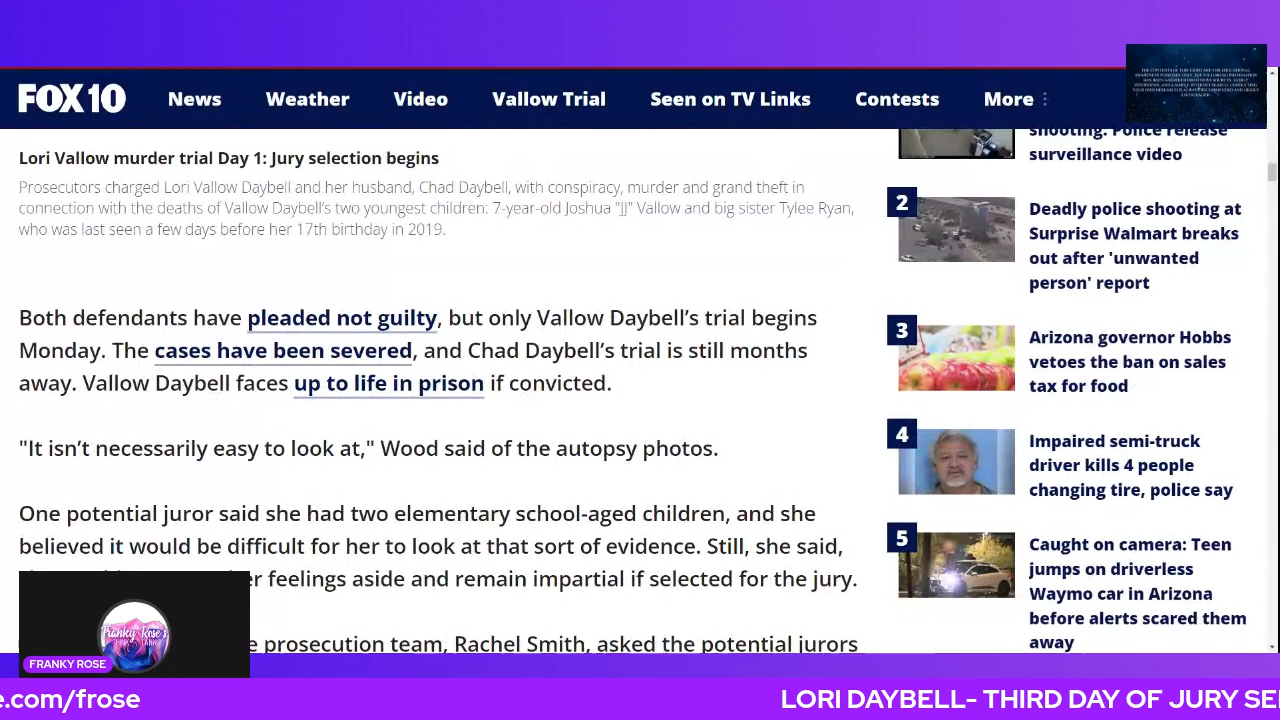 FOX 10
News
Weather
Video
Vallow Trial
Seen on TV Links
Contests
More
Lori Vallow murder trial Day 1: Jury selection begins
Prosecutors charged Lori Vallow Daybell and her husband, Chad Daybell, with conspiracy, murder and grand theft in
connection with the deaths of Vallow Daybell's two youngest children: 7-year-old Joshua "JJ" Vallow and big sister Tylee Ryan,
who was last seen a few days before her 17th birthday in 2019.
Both defendants have pleaded not guilty, but only Vallow Daybell's trial begins
Monday. The cases have been severed, and Chad Daybell's trial is still months
away. Vallow Daybell faces up to life in prison if convicted.
"It isn't necessarily easy to look at," Wood said of the autopsy photos.
One potential juror said she had two elementary school-aged children, and she
believed it would be difficult for her to look at that sort of evidence. Still, she said,
feelings aside and remain impartial if selected for the jury.
prosecution team, Rachel Smith, asked the potential jurors
shooting: Police release
surveillance video
2
Deadly police shooting at
Surprise Walmart breaks
out after 'unwanted
person' report
3
Arizona governor Hobbs
vetoes the ban on sales
tax for food
4
Impaired semi-truck
driver kills 4 people
changing tire, police say
5
Caught on camera: Teen
jumps on driverless
Waymo car in Arizona
before alerts scared them
away
Franky Rose's
FRANKY ROSE
e.com/frose
LORI DAYBELL- THIRD DAY OF JURY SE